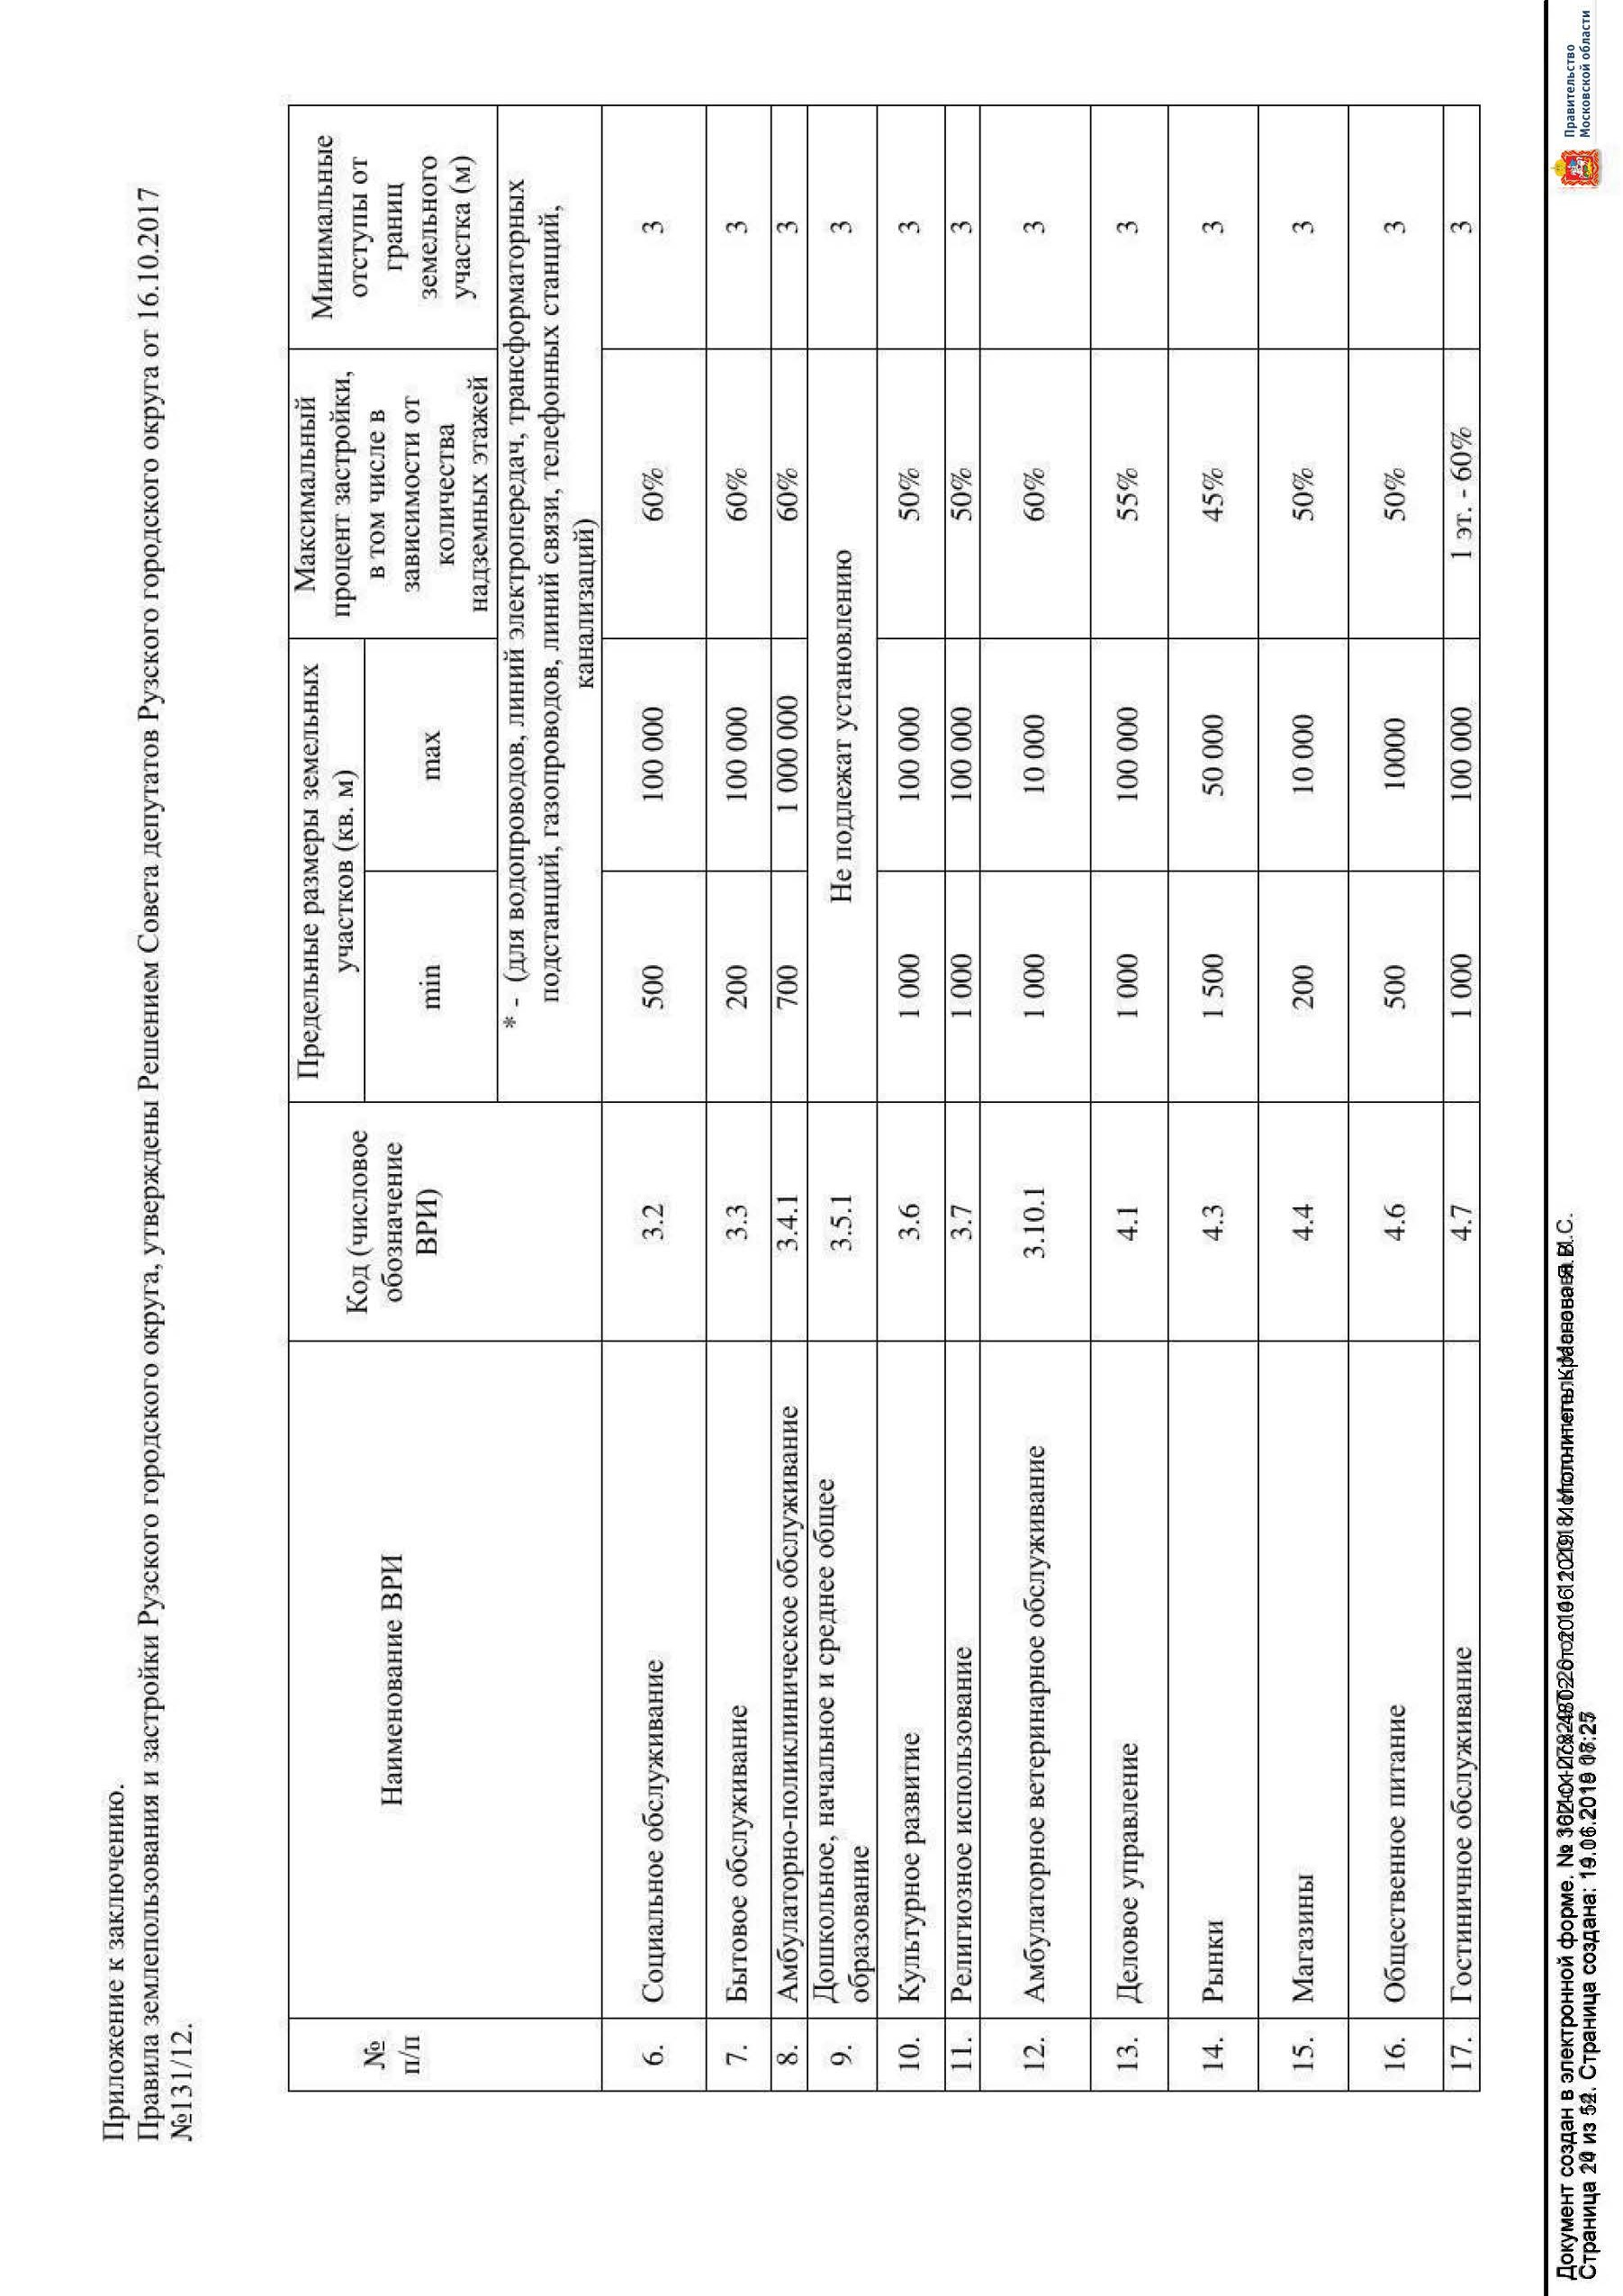 Приложение к заключению.
Правила землепользования и застройки Рузского городского округа, утверждены Решением Совета депутатов Рузского городского округа от 16.10.2017
№131/12.
№ п/п
Наименование ВРИ
Код (числовое
обозначение
ВРИ)
Предельные размеры земельных
участков (кв. м)
min
max
Максимальный
процент застройки,
в том числе в
зависимости от
количества
надземных этажей
Минимальные
отступы от
границ
земельного
участка (м)
* - (для водопроводов, линий электропередач, трансформаторных
подстанций, газопроводов, линий связи, телефонных станций,
канализаций)
6. Социальное обслуживание 3.2 500 100 000 60% 3
7. Бытовое обслуживание 3.3 200 100 000 60% 3
8. Амбулаторно-поликлиническое обслуживание 3.4.1 700 1 000 000 60% 3
9. Дошкольное, начальное и среднее общее
образование 3.5.1 Не подлежат установлению 3
10. Культурное развитие 3.6 1 000 100 000 50% 3
11. Религиозное использование 3.7 1 000 100 000 50% 3
12. Амбулаторное ветеринарное обслуживание 3.10.1 1 000 10 000 60% 3
13. Деловое управление 4.1 1 000 100 000 55% 3
14. Рынки 4.3 1 500 50 000 45% 3
15. Магазины 4.4 200 10 000 50% 3
16. Общественное питание 4.6 500 10000 50% 3
17. Гостиничное обслуживание 4.7 1 000 100 000 1 эт. - 60% 3
Документ создан в электронной форме. №
Страница из Страница создана:
Правительство
Московской области